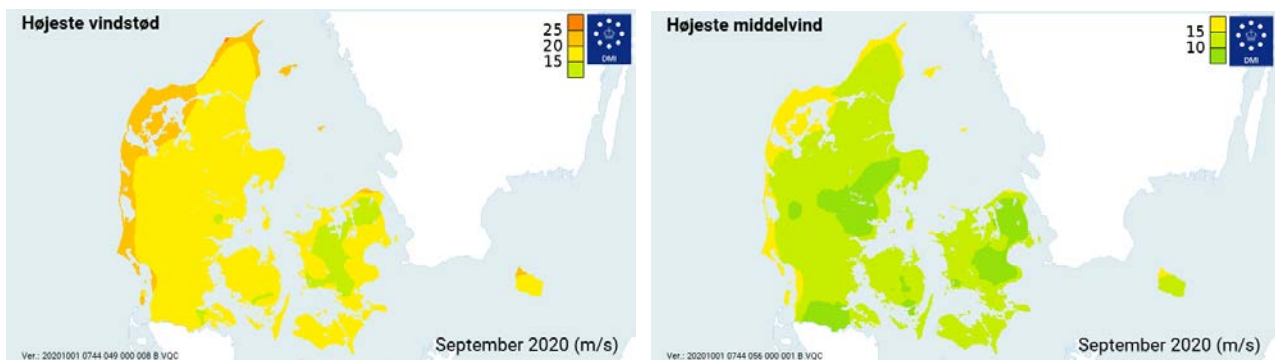 Højeste vindstød
25
20
15
DMI
September 2020 (m/s)
Ver.: 20201001 0744 049 000 008 B VQC
Højeste middelvind
15
10
DMI
September 2020 (m/s)
Ver.: 20201001 0744 056 000 001 B VQC